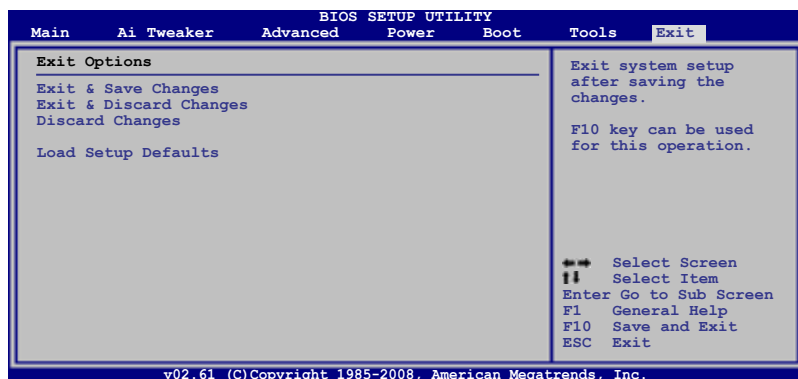 BIOS SETUP UTILITY
Main Ai Tweaker Advanced Power Boot Tools Exit
Exit Options
Exit & Save Changes
Exit & Discard Changes
Discard Changes
Load Setup Defaults
Exit system setup
after saving the
changes.
F10 key can be used
for this operation.
←→ Select Screen
↑↓ Select Item
Enter Go to Sub Screen
F1 General Help
F10 Save and Exit
ESC Exit
v02.61 (C)Copyright 1985-2008, American Megatrends, Inc.